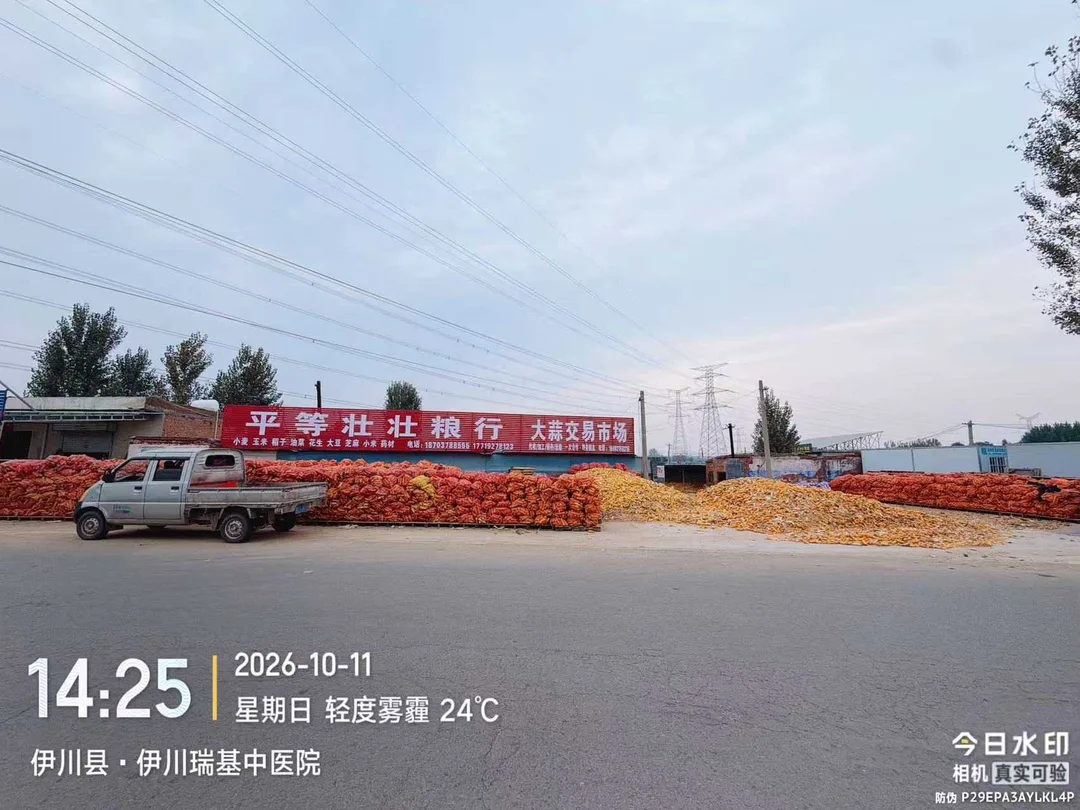 平等壮壮粮行
大蒜交易市场
小麦 玉米 稻子 油菜 花生 大豆 芝麻 小米 药材
电话:18703788555 17719278123
14:25
2026-10-11
星期日 轻度雾霾 24℃
伊川县·伊川瑞基中医院
今日水印
相机 真实可验
防伪 P29EPA3AYLKL4P